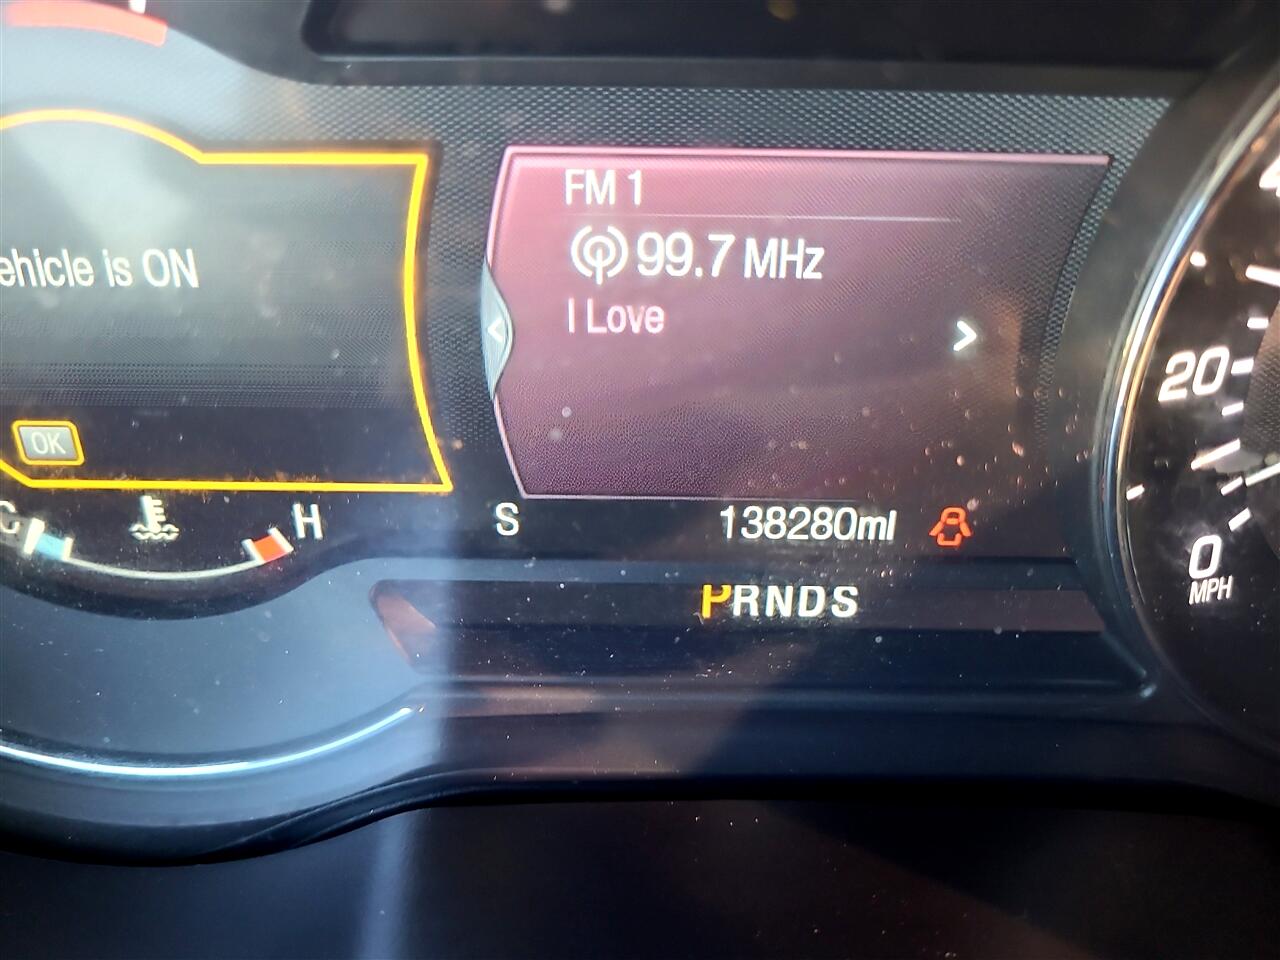 FM 1
99.7 MHz
I Love
ehicle is ON
OK
C
H
S
138280mi
PRNDS
20
0
MPH